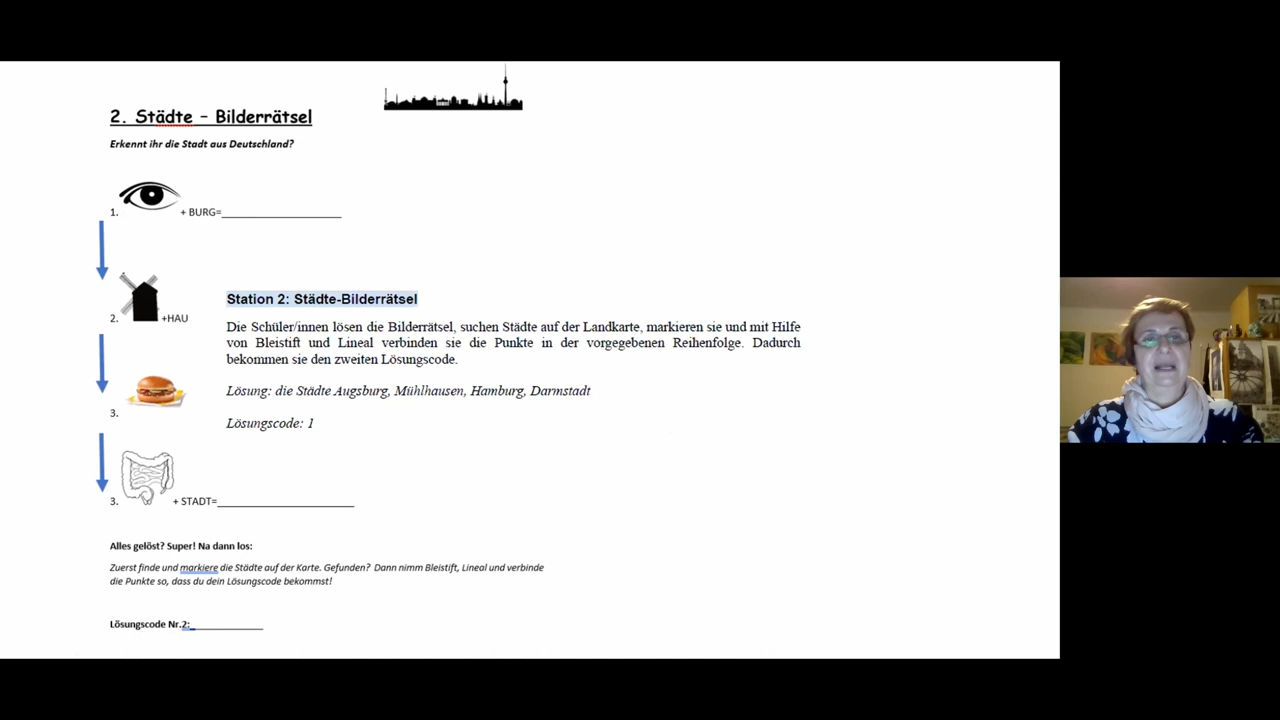 2. Städte – Bilderrätsel
Erkennt ihr die Stadt aus Deutschland?
1. + BURG=____________________
2. +HAU
3.
Station 2: Städte-Bilderrätsel
Die Schüler/innen lösen die Bilderrätsel, suchen Städte auf der Landkarte, markieren sie und mit Hilfe
von Bleistift und Lineal verbinden sie die Punkte in der vorgegebenen Reihenfolge. Dadurch
bekommen sie den zweiten Lösungscode.
Lösung: die Städte Augsburg, Mühlhausen, Hamburg, Darmstadt
Lösungscode: 1
3. + STADT=_______________________
Alles gelöst? Super! Na dann los:
Zuerst finde und markiere die Städte auf der Karte. Gefunden? Dann nimm Bleistift, Lineal und verbinde
die Punkte so, dass du dein Lösungscode bekommst!
Lösungscode Nr.2:_____________